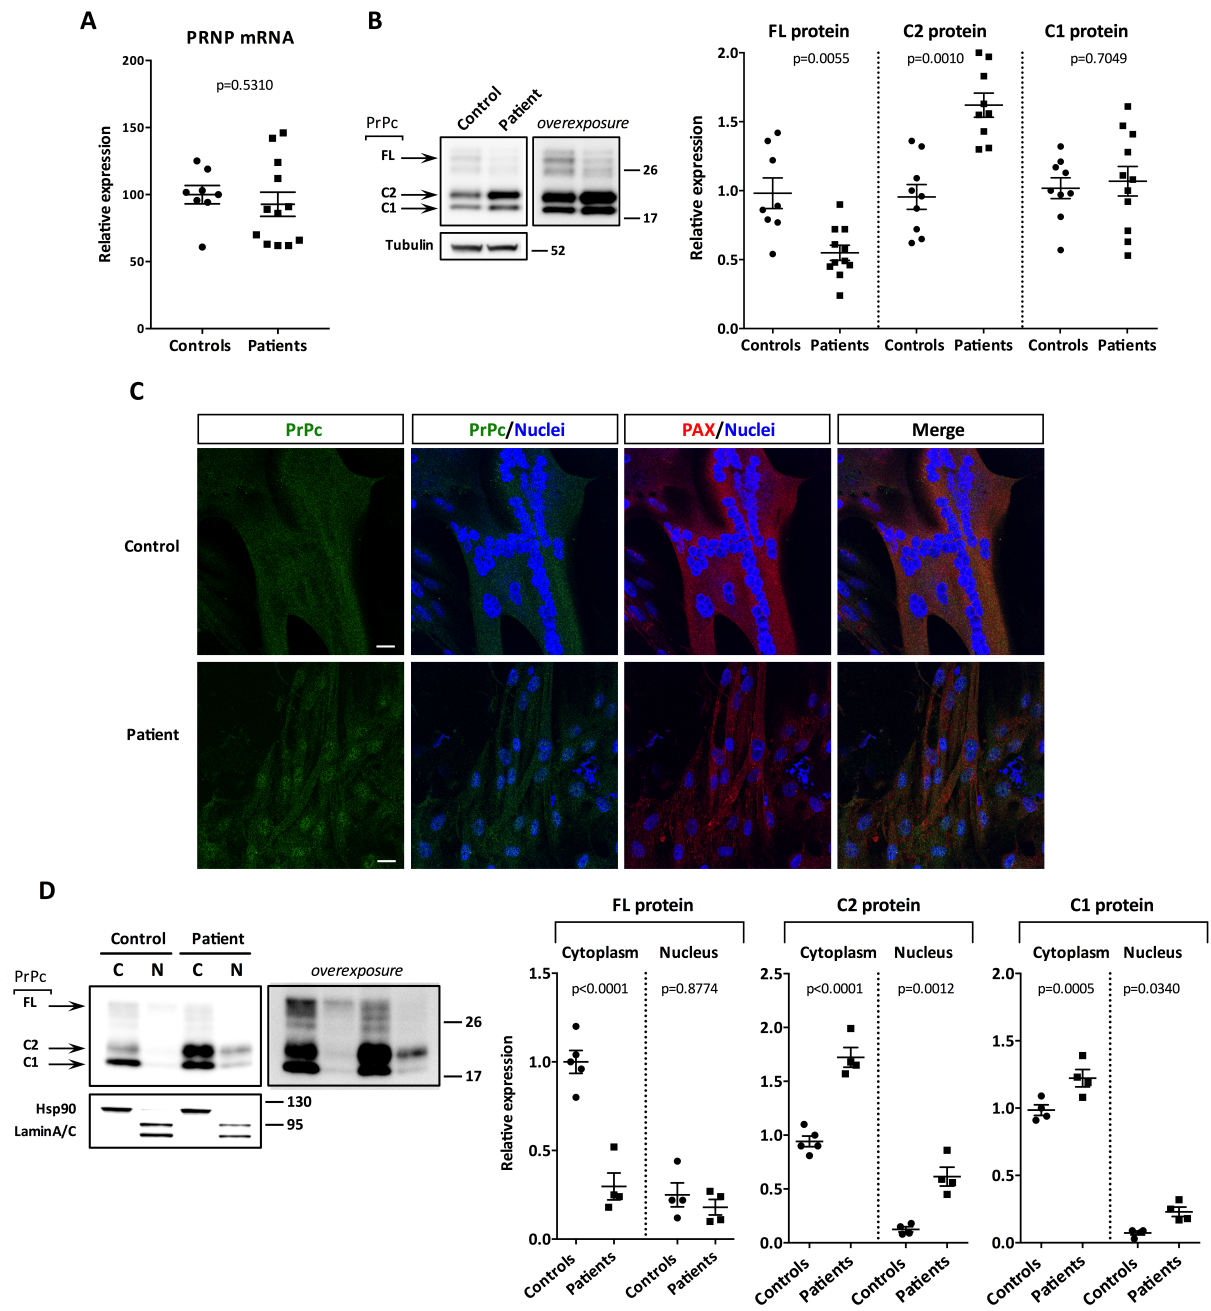 A
PRNP mRNA
p=0.5310
Relative expression
200
150
100
50
0
Controls Patients
B
Control
Patient
overexposure
PrPc
FL
C2
C1
Tubulin
26
17
52
FL protein C2 protein C1 protein
p=0.0055 p=0.0010 p=0.7049
Relative expression
2.0
1.5
1.0
0.5
0.0
Controls Patients Controls Patients Controls Patients
C
PrPc PrPc/Nuclei PAX/Nuclei Merge
Control
Patient
D
Control Patient
C N C N
PrPc
overexposure
FL
C2
C1
26
17
Hsp90
LaminA/C
130
95
FL protein
Cytoplasm Nucleus
p<0.0001 p=0.8774
Relative expression
1.5
1.0
0.5
0.0
Controls Patients Controls Patients
C2 protein
Cytoplasm Nucleus
p<0.0001 p=0.0012
2.5
2.0
1.5
1.0
0.5
0.0
Controls Patients Controls Patients
C1 protein
Cytoplasm Nucleus
p=0.0005 p=0.0340
2.0
1.5
1.0
0.5
0.0
Controls Patients Controls Patients